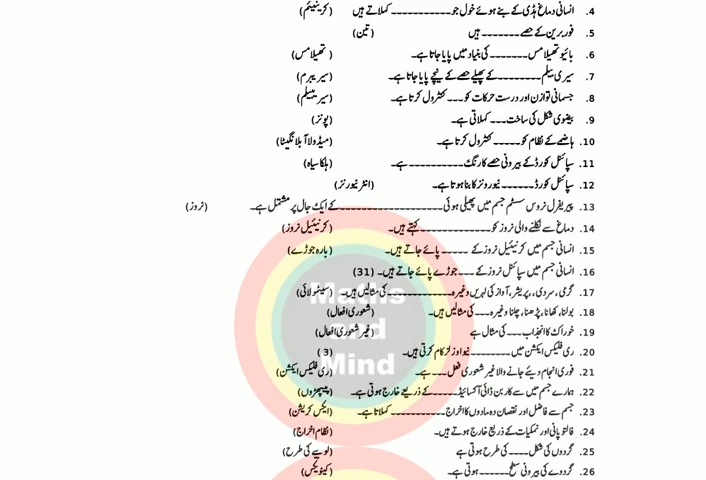 4. انسانی دماغ ہڈی کے بنے ہوئے خول جو------------کہلاتے ہیں (کرینیئم)
5. فوربرین کے حصے-------ہیں (تین)
6. ہائپو تھیلامس-------کی بنیاد میں پایا جاتا ہے۔ (تھیلامس)
7. سیری بیلم--------کے پچھلے حصے کے نیچے پایا جاتا ہے۔ (سیریبرم)
8. جسمانی توازن اور درست حرکات کو---کنٹرول کرتا ہے۔ (سیریبیلم)
9. بیضوی شکل کی ساخت---کہلاتی ہے۔ (پونز)
10. ہاضمے کے نظام کو-----کنٹرول کرتا ہے۔ (میڈولا آبلانگیٹا)
11. سپائنل کورڈ کے بیرونی حصے کا رنگ----------ہے۔ (ہلکا سیاہ)
12. سپائنل کورڈ------نیورونز کا بنا ہوتا ہے۔ (انٹر نیورنز)
13. پیریفرل نروس سسٹم جسم میں پھیلی ہوئی--------------------کے ایک جال پر مشتمل ہے۔ (نروز)
14. دماغ سے نکلنے والی نروز کو------------کہتے ہیں۔ (کرینیئل نروز)
15. انسانی جسم میں کرینیئل نروز کے-----پائے جاتے ہیں۔ (بارہ جوڑے)
16. انسانی جسم میں سپائنل نروز کے---جوڑے پائے جاتے ہیں۔ (31)
17. گرمی، سردی، پریشر، آواز کی لہریں وغیرہ------------کی مثالیں ہیں۔ (سٹیمولائی)
18. بولنا، کھانا، پڑھنا، چلنا وغیرہ---کی مثالیں ہیں۔ (شعوری افعال)
19. خوراک کا انجذاب---کی مثال ہے (غیر شعوری افعال)
20. ری فلیکس ایکشن میں--------نیورونز کام کرتی ہیں۔ (3)
21. فوری انجام دیئے جانے والا غیر شعوری فعل----ہے۔ (ری فلیکس ایکشن)
22. ہمارے جسم میں سے کاربن ڈائی آکسائیڈ-----کے ذریعے خارج ہوتی ہے۔ (پھیپھڑوں)
23. جسم سے فاضل اور نقصان دہ مادوں کا اخراج-----------کہلاتا ہے۔ (ایکس کریشن)
24. فالتو پانی اور نمکیات کے ذریعے خارج ہوتے ہیں۔ (نظام اخراج)
25. گردوں کی شکل----کی طرح ہوتی ہے (لوبیے کی طرح)
26. گردوے کی بیرونی سطح------ہوتی ہے۔ (کینویکس)
Maths
and
Mind